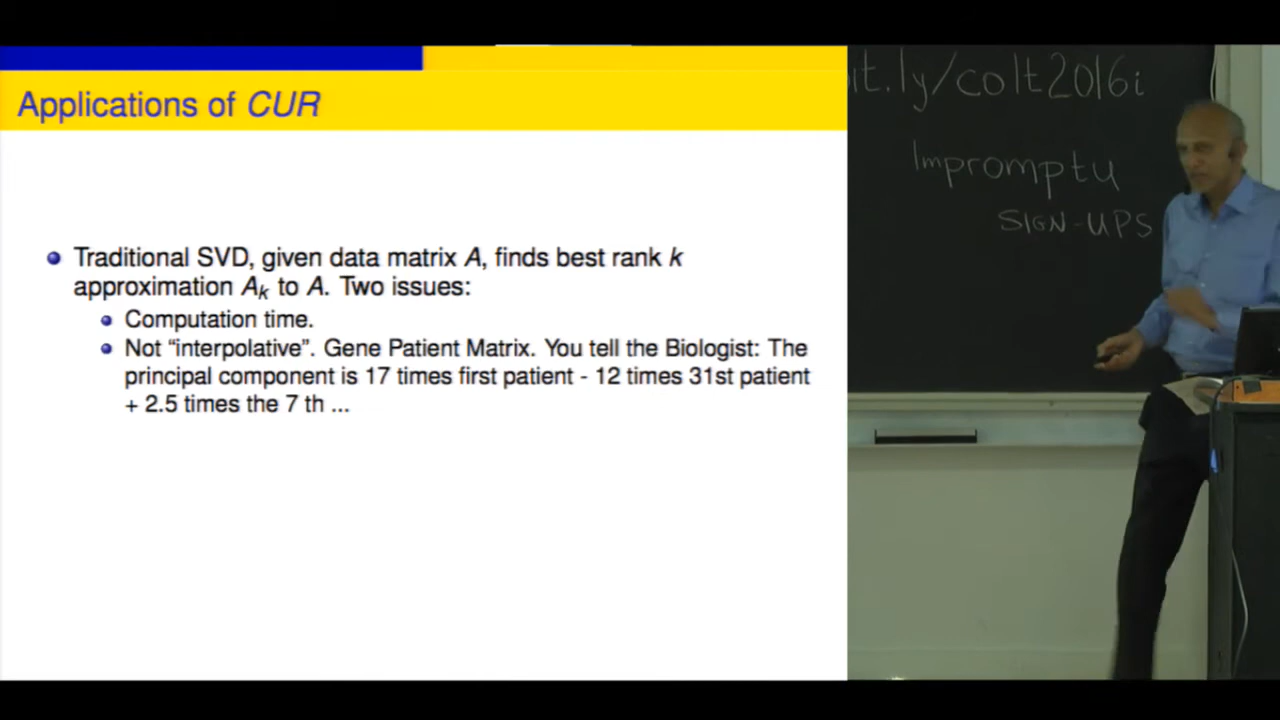 Applications of CUR
Traditional SVD, given data matrix A, finds best rank k
approximation Ak to A. Two issues:
Computation time.
Not “interpolative”. Gene Patient Matrix. You tell the Biologist: The
principal component is 17 times first patient - 12 times 31st patient
+ 2.5 times the 7 th ...
it.ly/colt2016i
Impromptu
SIGN-UPS